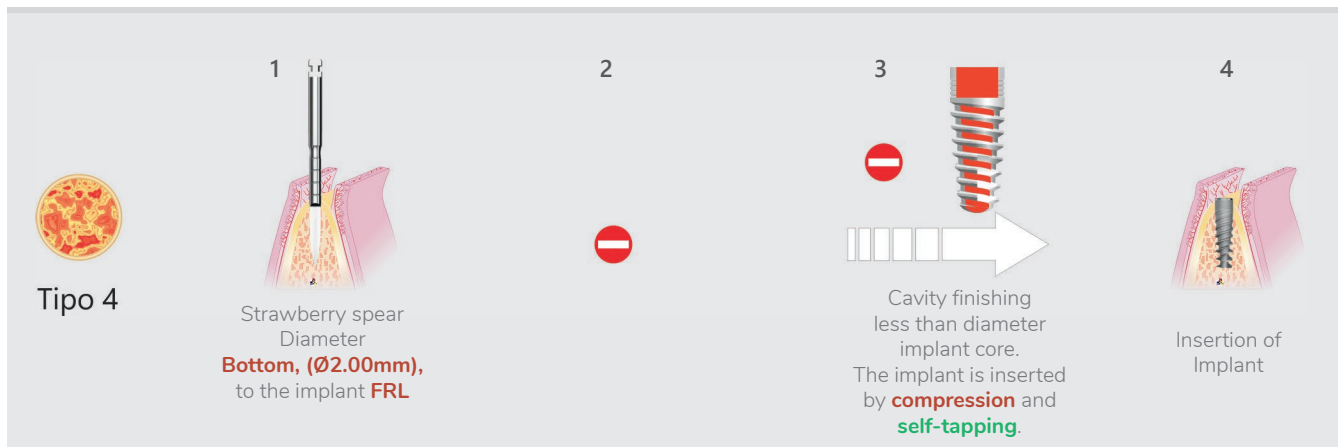 1
2
3
4
Tipo 4
Strawberry spear
Diameter
Bottom, (Ø2.00mm),
to the implant FRL
Cavity finishing
less than diameter
implant core.
The implant is inserted
by compression and
self-tapping.
Insertion of
Implant